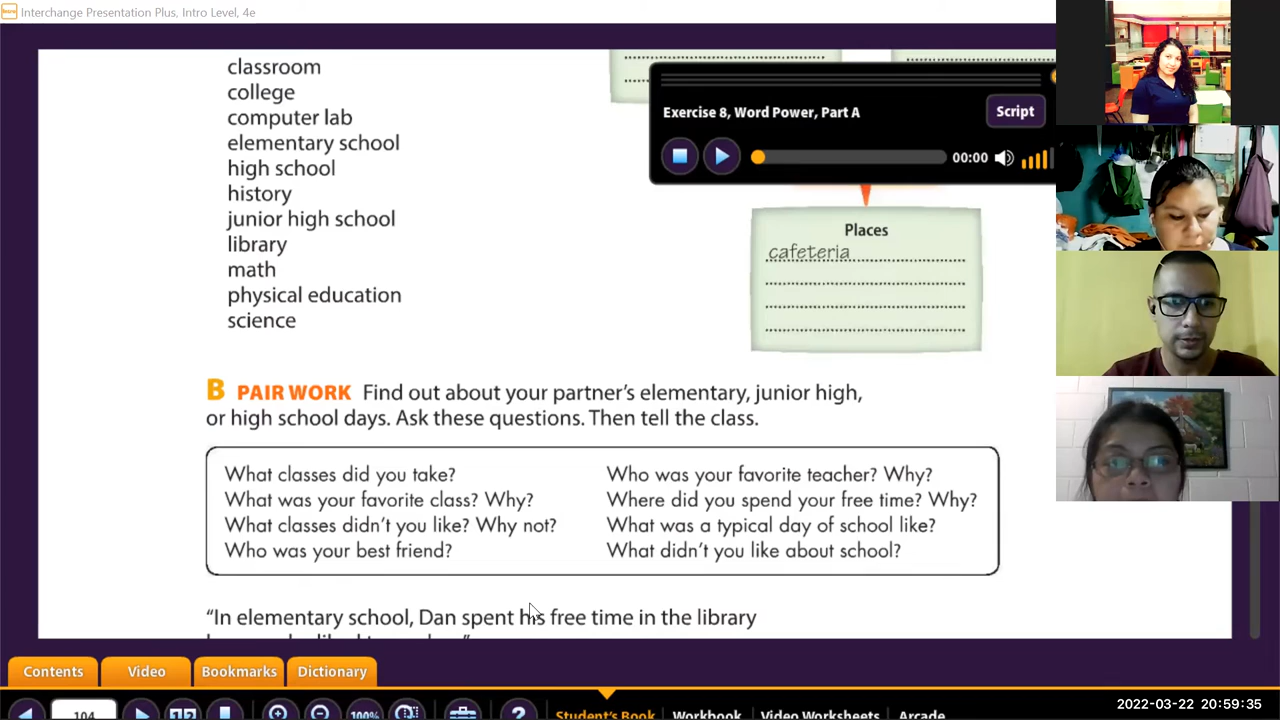 Interchange Presentation Plus, Intro Level, 4e
classroom
college
computer lab
elementary school
high school
history
junior high school
library
math
physical education
science
Exercise 8, Word Power, Part A
Script
00:00
Places
cafeteria
B PAIR WORK Find out about your partner's elementary, junior high,
or high school days. Ask these questions. Then tell the class.
What classes did you take?
What was your favorite class? Why?
What classes didn't you like? Why not?
Who was your best friend?
Who was your favorite teacher? Why?
Where did you spend your free time? Why?
What was a typical day of school like?
What didn't you like about school?
"In elementary school, Dan spent his free time in the library
Contents Video Bookmarks Dictionary
104
100%
Student's Book Workbook Video Worksheets Arcade
2022-03-22 20:59:35